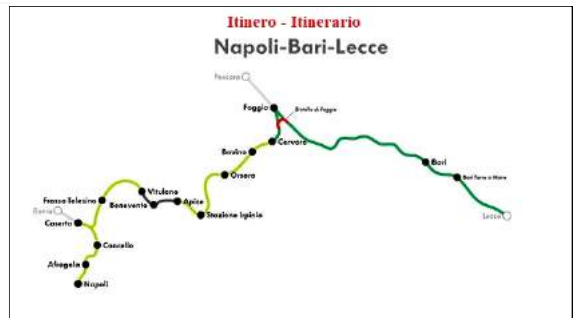 Itinero - Itinerario
Napoli-Bari-Lecce
Pescara
Foggia
Bretella di Foggia
Cervaro
Bovino
Bari
Orsara
Bari Torre a Mare
Vitulano
Frasso Telesino
Apice
Benevento
Roma
Stazione Irpinia
Lecce
Caserta
Cancello
Afragola
Napoli